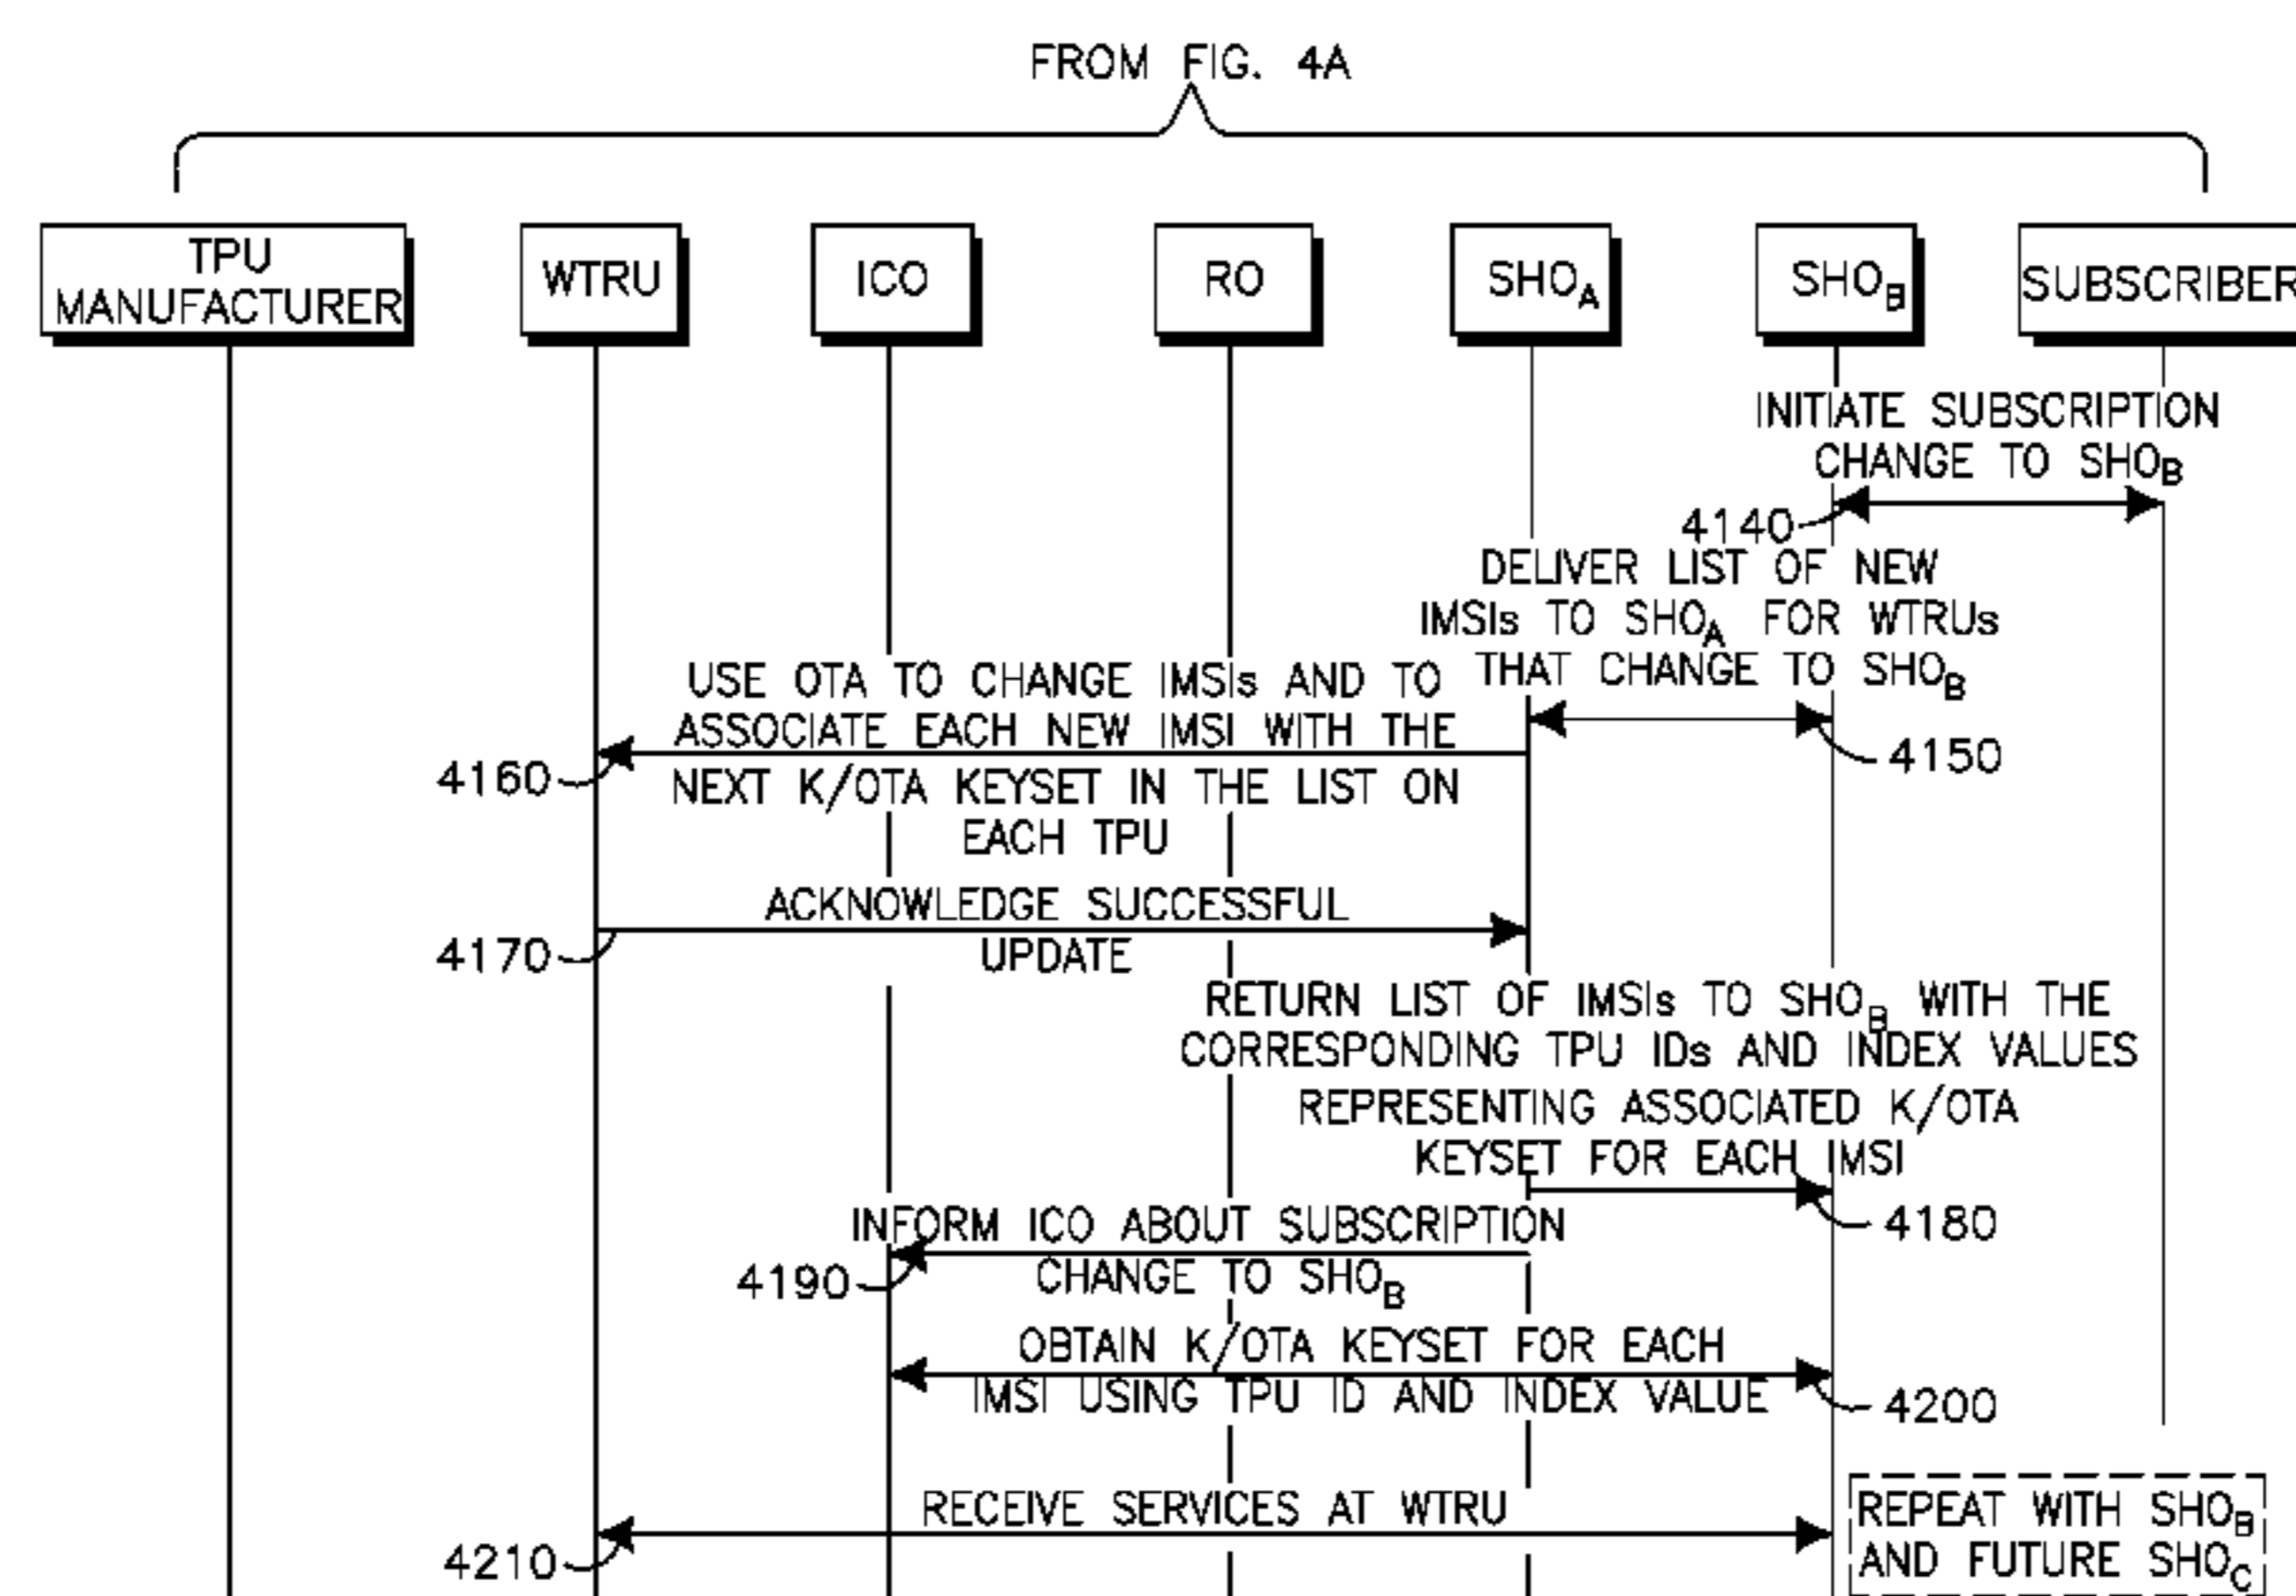 FROM FIG. 4A
TPU
MANUFACTURER
WTRU
ICO
RO
SHOA
SHOB
SUBSCRIBER
INITIATE SUBSCRIPTION
CHANGE TO SHOB
4140
DELIVER LIST OF NEW
IMSIs TO SHOA FOR WTRUs
THAT CHANGE TO SHOB
4150
USE OTA TO CHANGE IMSIs AND TO
ASSOCIATE EACH NEW IMSI WITH THE
4160
NEXT K/OTA KEYSET IN THE LIST ON
EACH TPU
ACKNOWLEDGE SUCCESSFUL
UPDATE
4170
RETURN LIST OF IMSIs TO SHOB WITH THE
CORRESPONDING TPU IDs AND INDEX VALUES
REPRESENTING ASSOCIATED K/OTA
KEYSET FOR EACH IMSI
4180
INFORM ICO ABOUT SUBSCRIPTION
CHANGE TO SHOB
4190
OBTAIN K/OTA KEYSET FOR EACH
IMSI USING TPU ID AND INDEX VALUE
4200
RECEIVE SERVICES AT WTRU
4210
REPEAT WITH SHOB
AND FUTURE SHOC